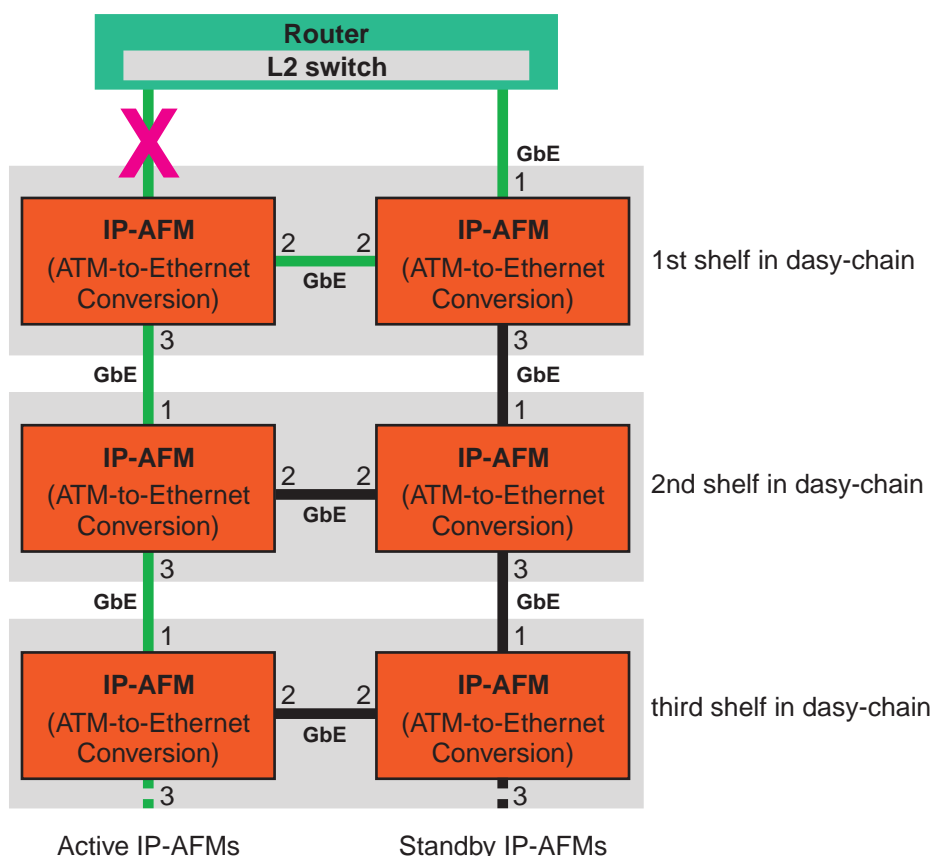 Router
L2 switch
X
GbE
1
IP-AFM
(ATM-to-Ethernet
Conversion)
2
2
GbE
IP-AFM
(ATM-to-Ethernet
Conversion)
1st shelf in dasy-chain
3
3
GbE
GbE
1
1
IP-AFM
(ATM-to-Ethernet
Conversion)
2
2
GbE
IP-AFM
(ATM-to-Ethernet
Conversion)
2nd shelf in dasy-chain
3
3
GbE
GbE
1
1
IP-AFM
(ATM-to-Ethernet
Conversion)
2
2
GbE
IP-AFM
(ATM-to-Ethernet
Conversion)
third shelf in dasy-chain
3
3
Active IP-AFMs
Standby IP-AFMs